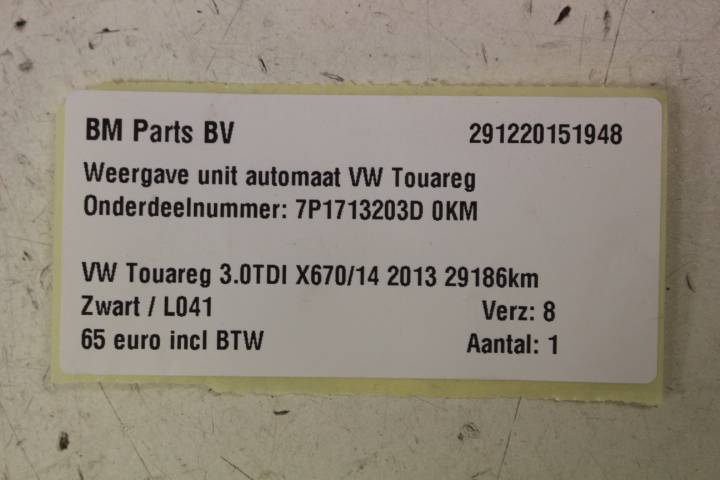 BM Parts BV 291220151948
Weergave unit automaat VW Touareg
Onderdeelnummer: 7P1713203D 0KM
VW Touareg 3.0TDI X670/14 2013 29186km
Zwart / L041 Verz: 8
65 euro incl BTW Aantal: 1